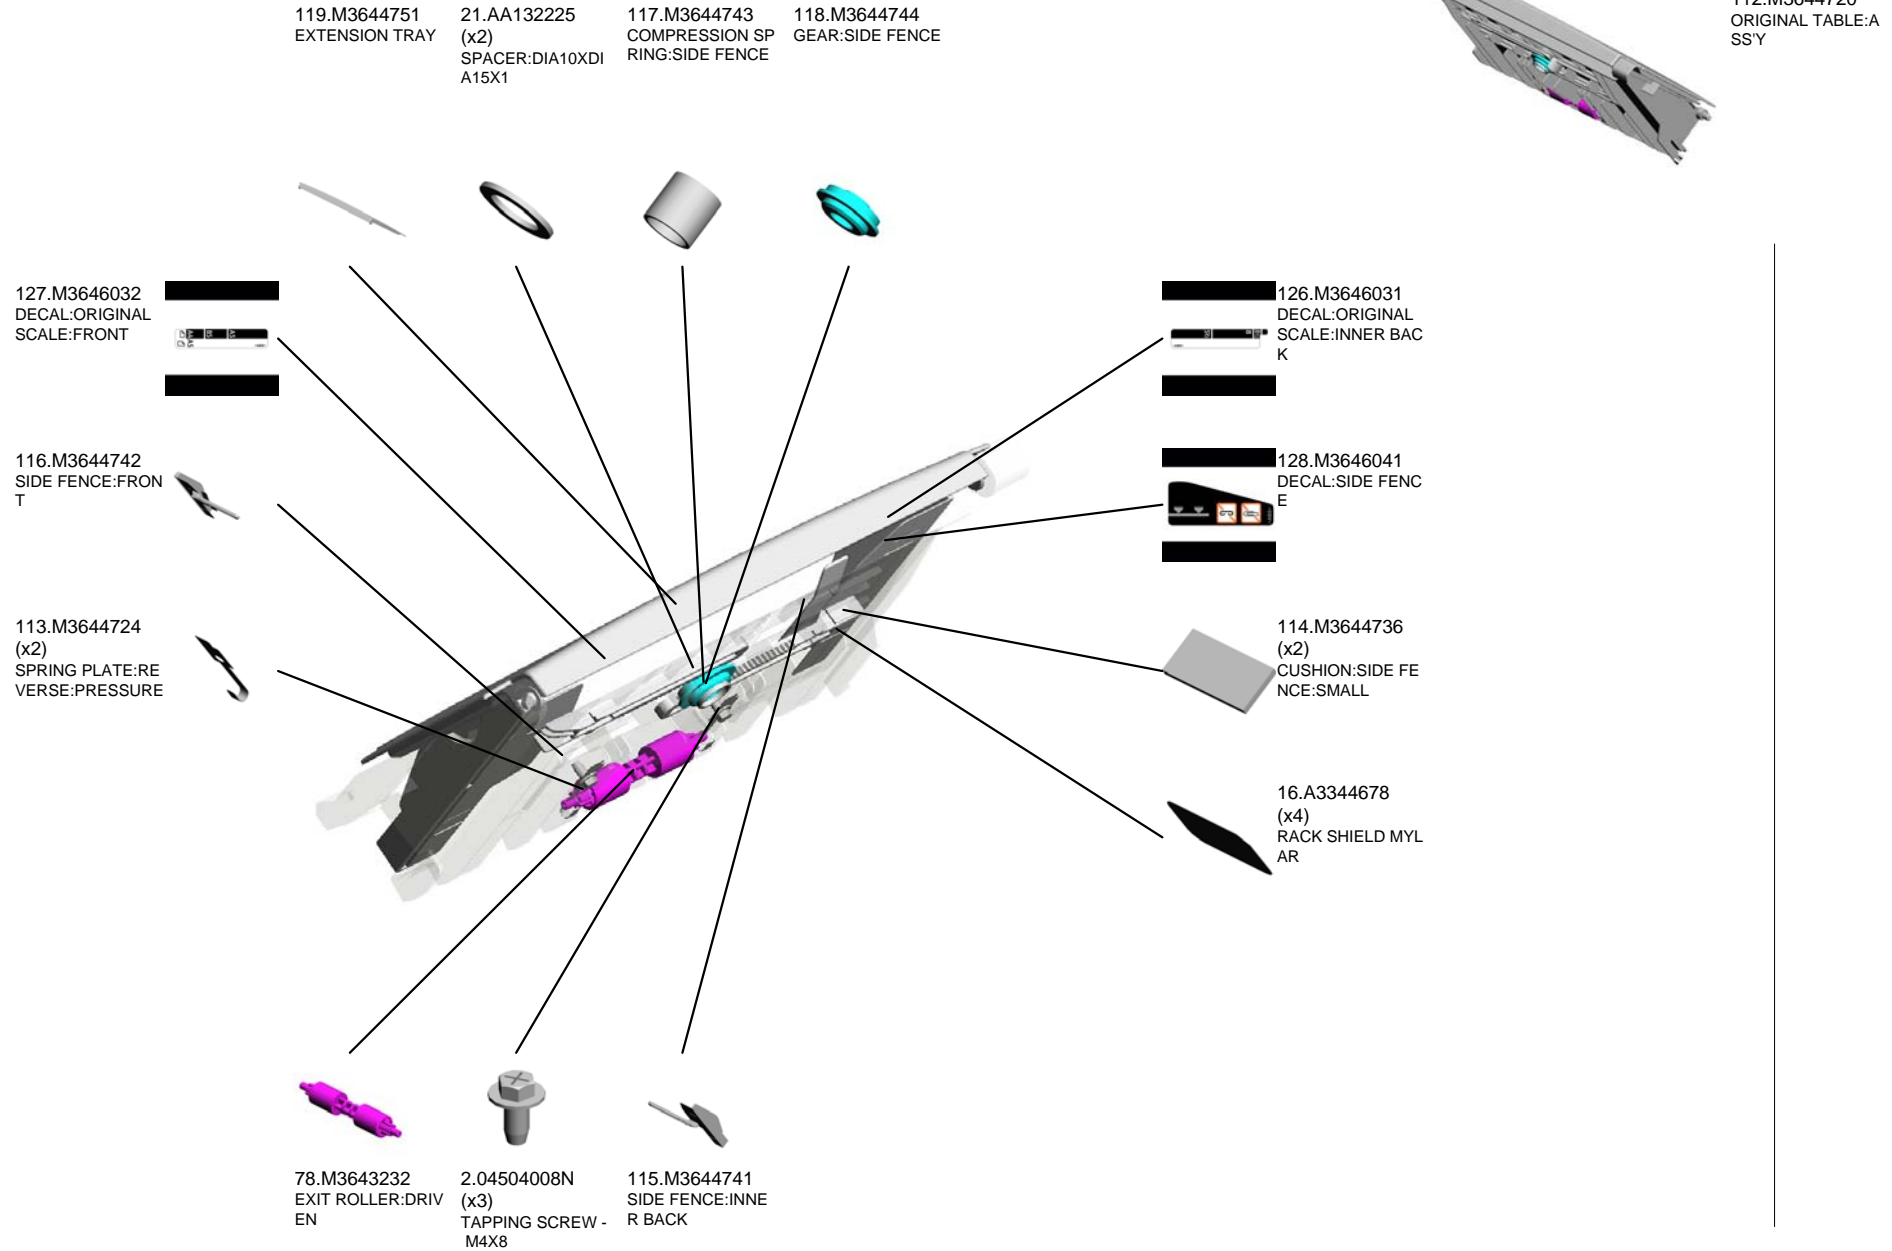 119.M3644751
EXTENSION TRAY
21.AA132225
(x2)
SPACER:DIA10XDI
A15X1
117.M3644743
COMPRESSION SP
RING:SIDE FENCE
118.M3644744
GEAR:SIDE FENCE
ORIGINAL TABLE:A
SS'Y
127.M3646032
DECAL:ORIGINAL
SCALE:FRONT
126.M3646031
DECAL:ORIGINAL
SCALE:INNER BAC
K
116.M3644742
SIDE FENCE:FRON
T
128.M3646041
DECAL:SIDE FENC
E
113.M3644724
(x2)
SPRING PLATE:RE
VERSE:PRESSURE
114.M3644736
(x2)
CUSHION:SIDE FE
NCE:SMALL
16.A3344678
(x4)
RACK SHIELD MYL
AR
78.M3643232
EXIT ROLLER:DRIV
EN
2.04504008N
(x3)
TAPPING SCREW -
M4X8
115.M3644741
SIDE FENCE:INNE
R BACK